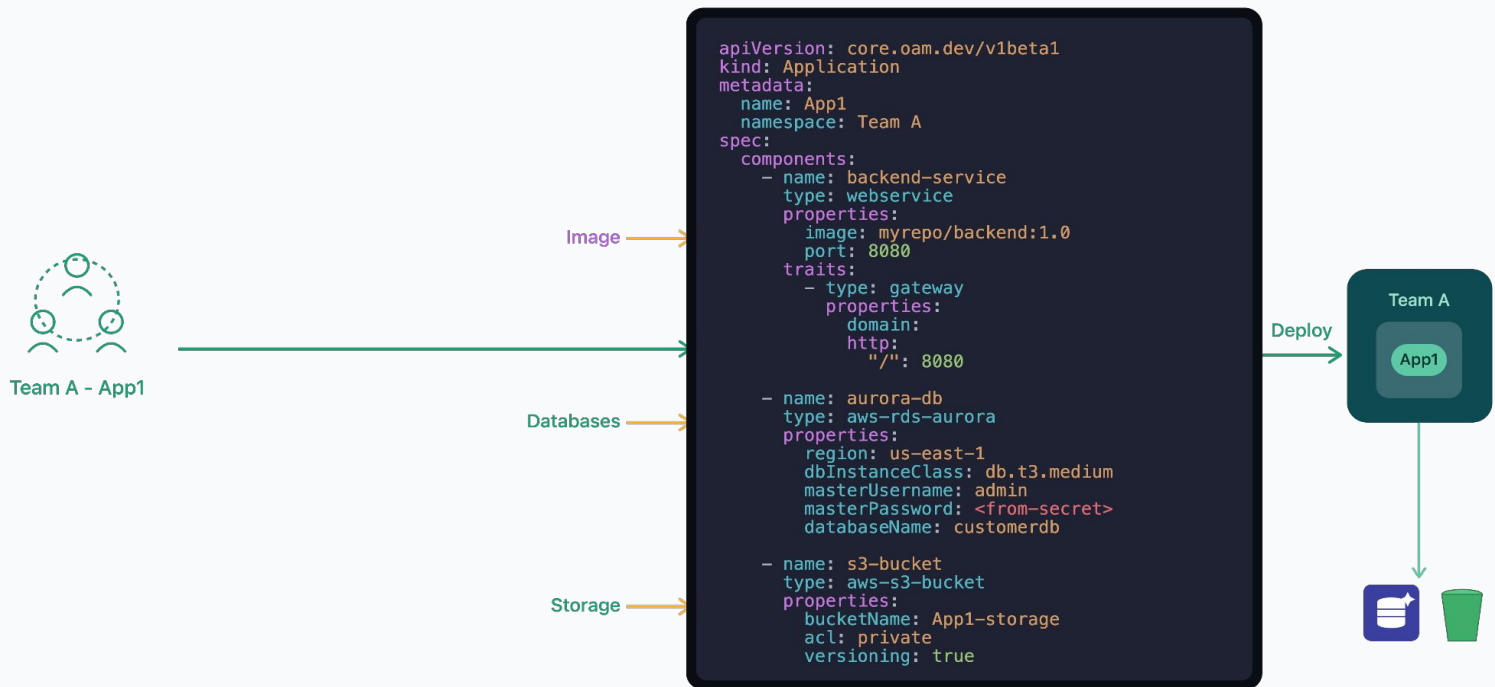 apiVersion: core.oam.dev/v1beta1
kind: Application
metadata:
  name: App1
  namespace: Team A
spec:
  components:
    – name: backend-service
      type: webservice
      properties:
        image: myrepo/backend:1.0
        port: 8080
      traits:
        – type: gateway
          properties:
            domain:
            http:
              "/": 8080
    – name: aurora-db
      type: aws-rds-aurora
      properties:
        region: us-east-1
        dbInstanceClass: db.t3.medium
        masterUsername: admin
        masterPassword: <from-secret>
        databaseName: customerdb
    – name: s3-bucket
      type: aws-s3-bucket
      properties:
        bucketName: App1-storage
        acl: private
        versioning: true
Image
Databases
Storage
Team A - App1
Deploy
Team A
App1